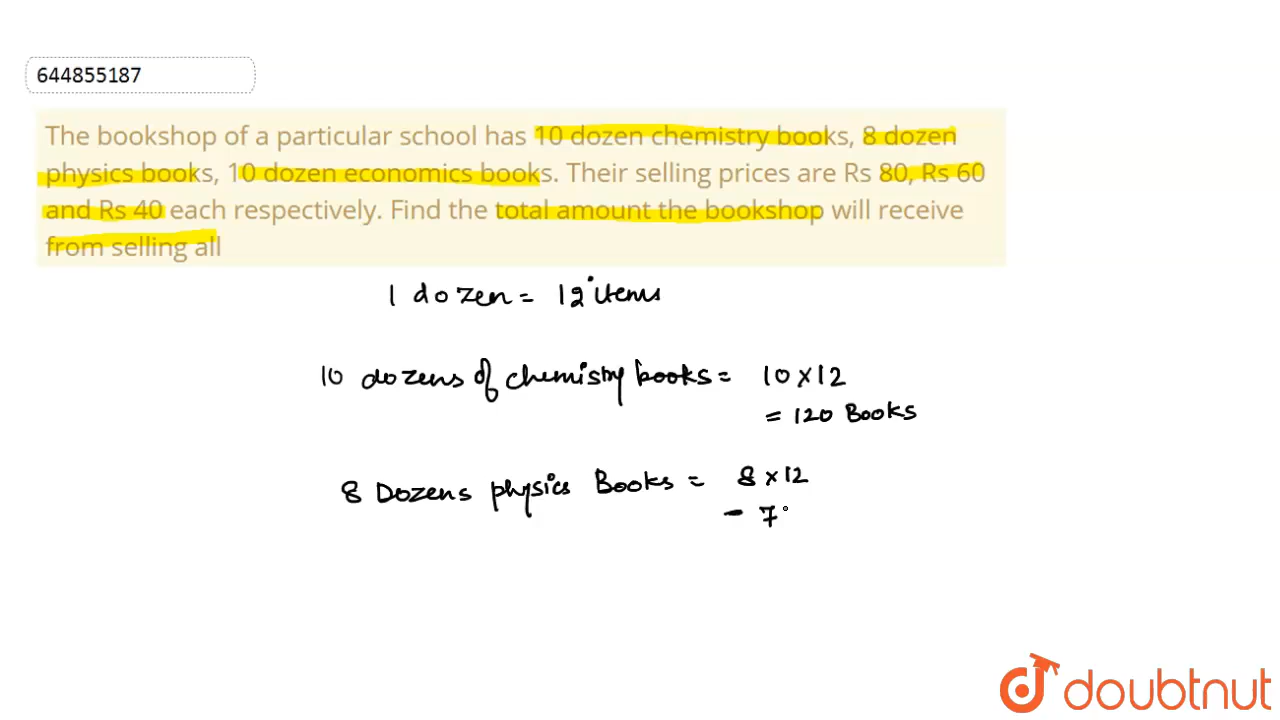 644855187
The bookshop of a particular school has 10 dozen chemistry books, 8 dozen
physics books, 10 dozen economics books. Their selling prices are Rs 80, Rs 60
and Rs 40 each respectively. Find the total amount the bookshop will receive
from selling all
1 dozen = 12 items
10 dozens of chemistry books = 10 x 12
= 120 Books
8 Dozens physics Books = 8 x 12
- 7
doubtnut